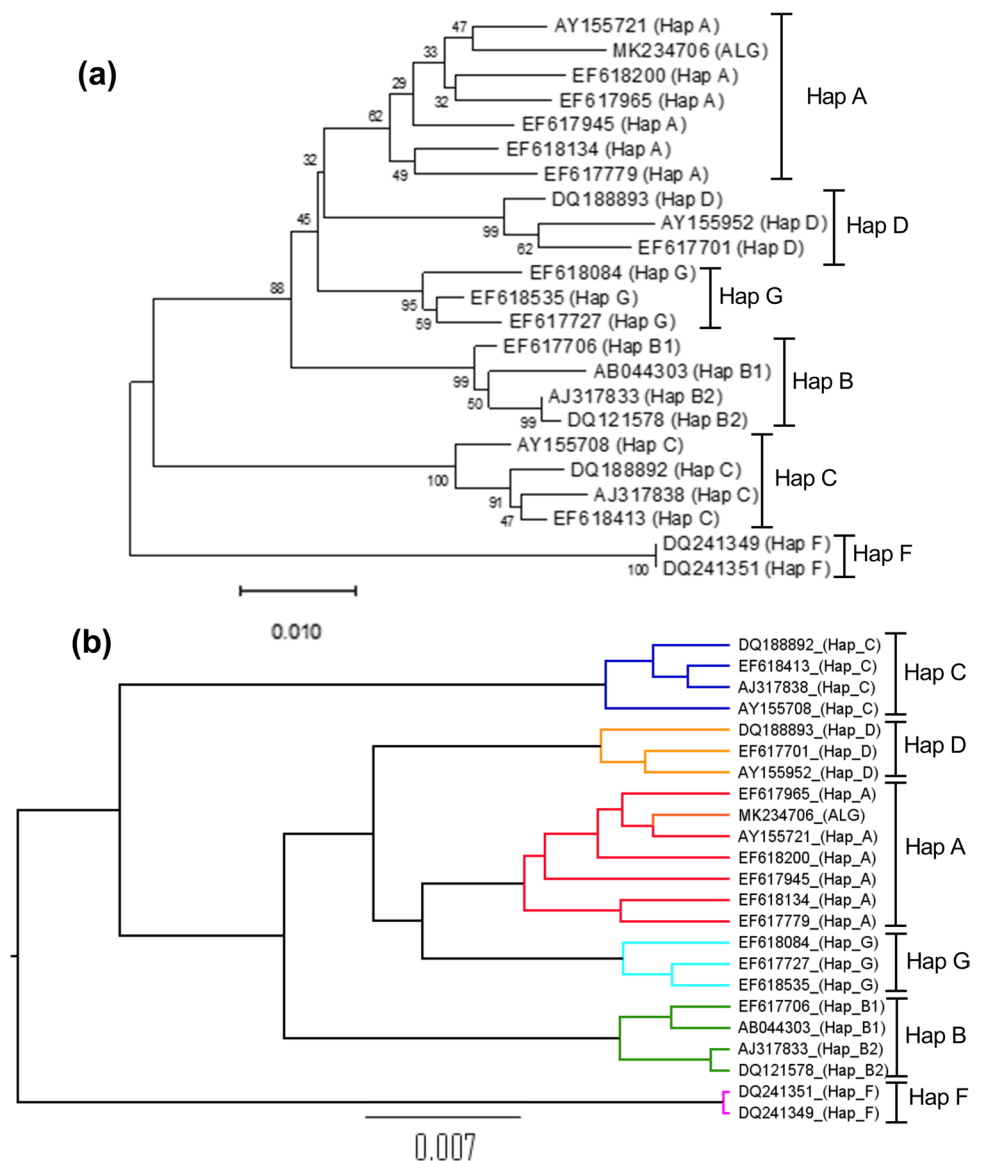 (a)
47
AY155721 (Hap A)
MK234706 (ALG)
33
EF618200 (Hap A)
29
32
EF617965 (Hap A)
Hap A
62
EF617945 (Hap A)
EF618134 (Hap A)
32
49
EF617779 (Hap A)
DQ188893 (Hap D)
99
AY155952 (Hap D)
Hap D
45
62
EF617701 (Hap D)
EF618084 (Hap G)
88
95
EF618535 (Hap G)
Hap G
59
EF617727 (Hap G)
EF617706 (Hap B1)
99
AB044303 (Hap B1)
Hap B
50
AJ317833 (Hap B2)
99
DQ121578 (Hap B2)
AY155708 (Hap C)
100
DQ188892 (Hap C)
Hap C
91
AJ317838 (Hap C)
47
EF618413 (Hap C)
DQ241349 (Hap F)
Hap F
100
DQ241351 (Hap F)
0.010
(b)
DQ188892_(Hap_C)
EF618413_(Hap_C)
Hap C
AJ317838_(Hap_C)
AY155708_(Hap_C)
DQ188893_(Hap_D)
EF617701_(Hap_D)
Hap D
AY155952_(Hap_D)
EF617965_(Hap_A)
MK234706_(ALG)
AY155721_(Hap_A)
Hap A
EF618200_(Hap_A)
EF617945_(Hap_A)
EF618134_(Hap_A)
EF617779_(Hap_A)
EF618084_(Hap_G)
EF617727_(Hap_G)
Hap G
EF618535_(Hap_G)
EF617706_(Hap_B1)
AB044303_(Hap_B1)
Hap B
AJ317833_(Hap_B2)
DQ121578_(Hap_B2)
DQ241351_(Hap_F)
Hap F
DQ241349_(Hap_F)
0.007